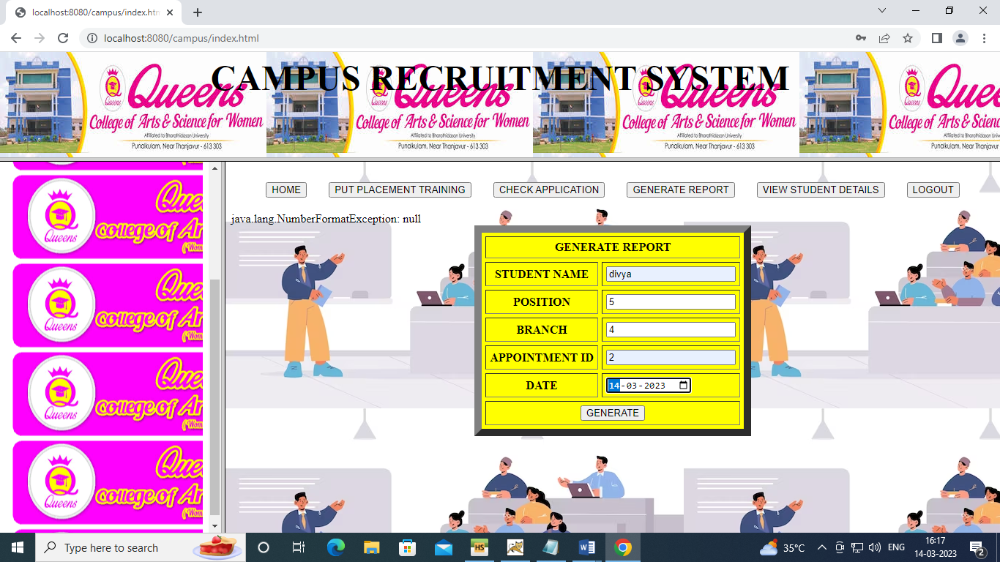 localhost:8080/campus/index.htm
localhost:8080/campus/index.html
CAMPUS RECRUITMENT SYSTEM
Queens Queens Queens Queens
College of Arts & Science for Women College of Arts & Science for Women College of Arts & Science for Women College of Arts & Science
Affiliated to Bharathidasan University Affiliated to Bharathidasan University Affiliated to Bharathidasan University Affiliated to Bharathidasan University
Punalkulam, Near Thanjavur - 613 303 Punalkulam, Near Thanjavur - 613 303 Punalkulam, Near Thanjavur - 613 303 Punalkulam, Near Thanjavur - 613 303
HOME PUT PLACEMENT TRAINING CHECK APPLICATION GENERATE REPORT VIEW STUDENT DETAILS LOGOUT
java.lang.NumberFormatException: null
GENERATE REPORT
STUDENT NAME divya
POSITION 5
BRANCH 4
APPOINTMENT ID 2
DATE 14-03-2023
GENERATE
Queens Que
college of Ar
(Wom
Queens Que
college of Ar
(Wom
Queens Que
college of Ar
(Wom
Queens Que
college of Ar
(Wom
Type here to search
HS
W
35°C
ENG
16:17
14-03-2023
2